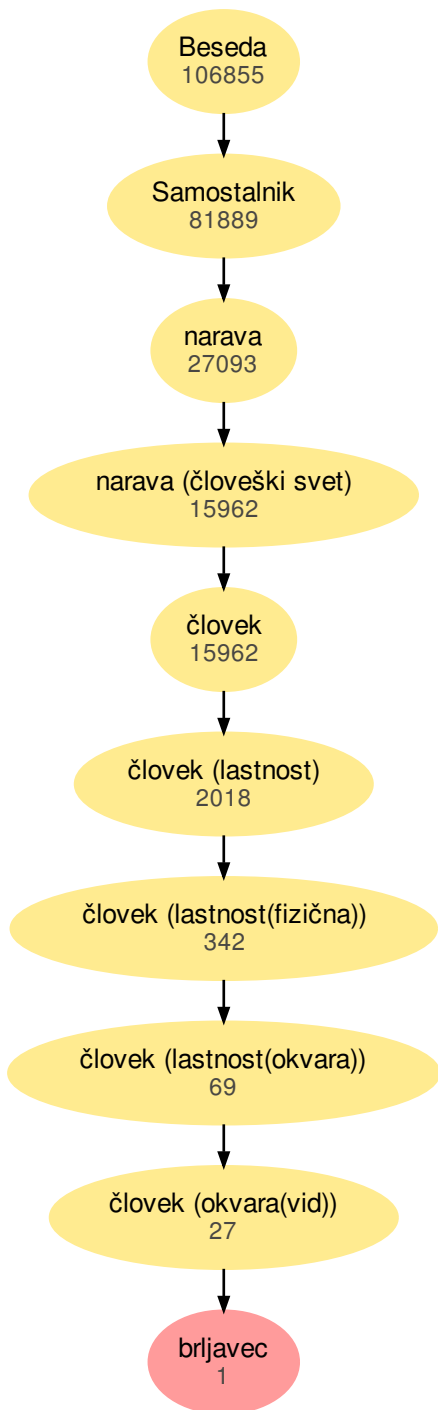 Beseda
106855
Samostalnik
81889
narava
27093
narava (človeški svet)
15962
človek
15962
človek (lastnost)
2018
človek (lastnost(fizična))
342
človek (lastnost(okvara))
69
človek (okvara(vid))
27
brljavec
1